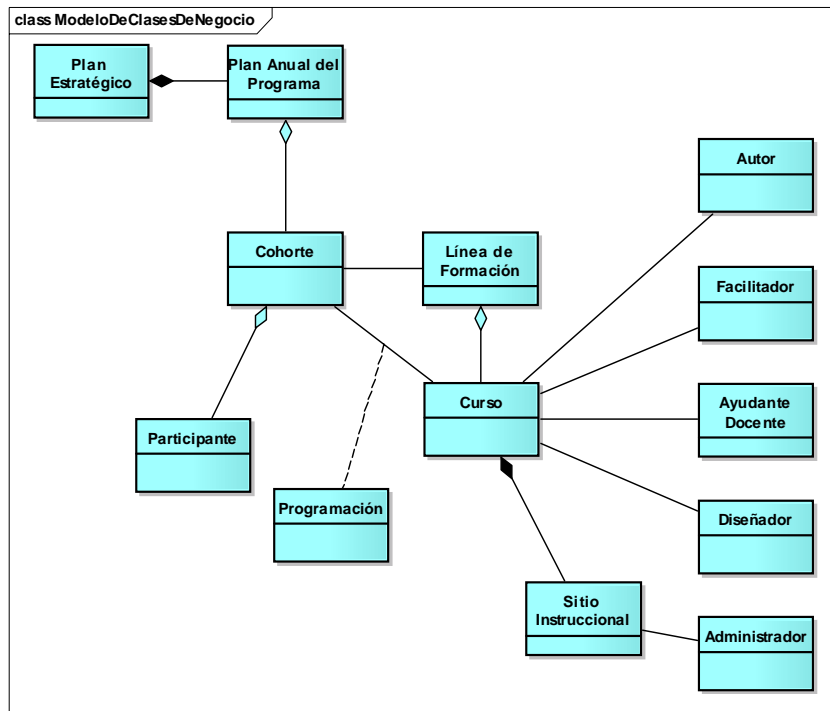 class ModeloDeClasesDeNegocio
Plan
Estratégico
Plan Anual del
Programa
Autor
Cohorte
Línea de
Formación
Facilitador
Curso
Ayudante
Docente
Participante
Programación
Diseñador
Sitio
Instruccional
Administrador